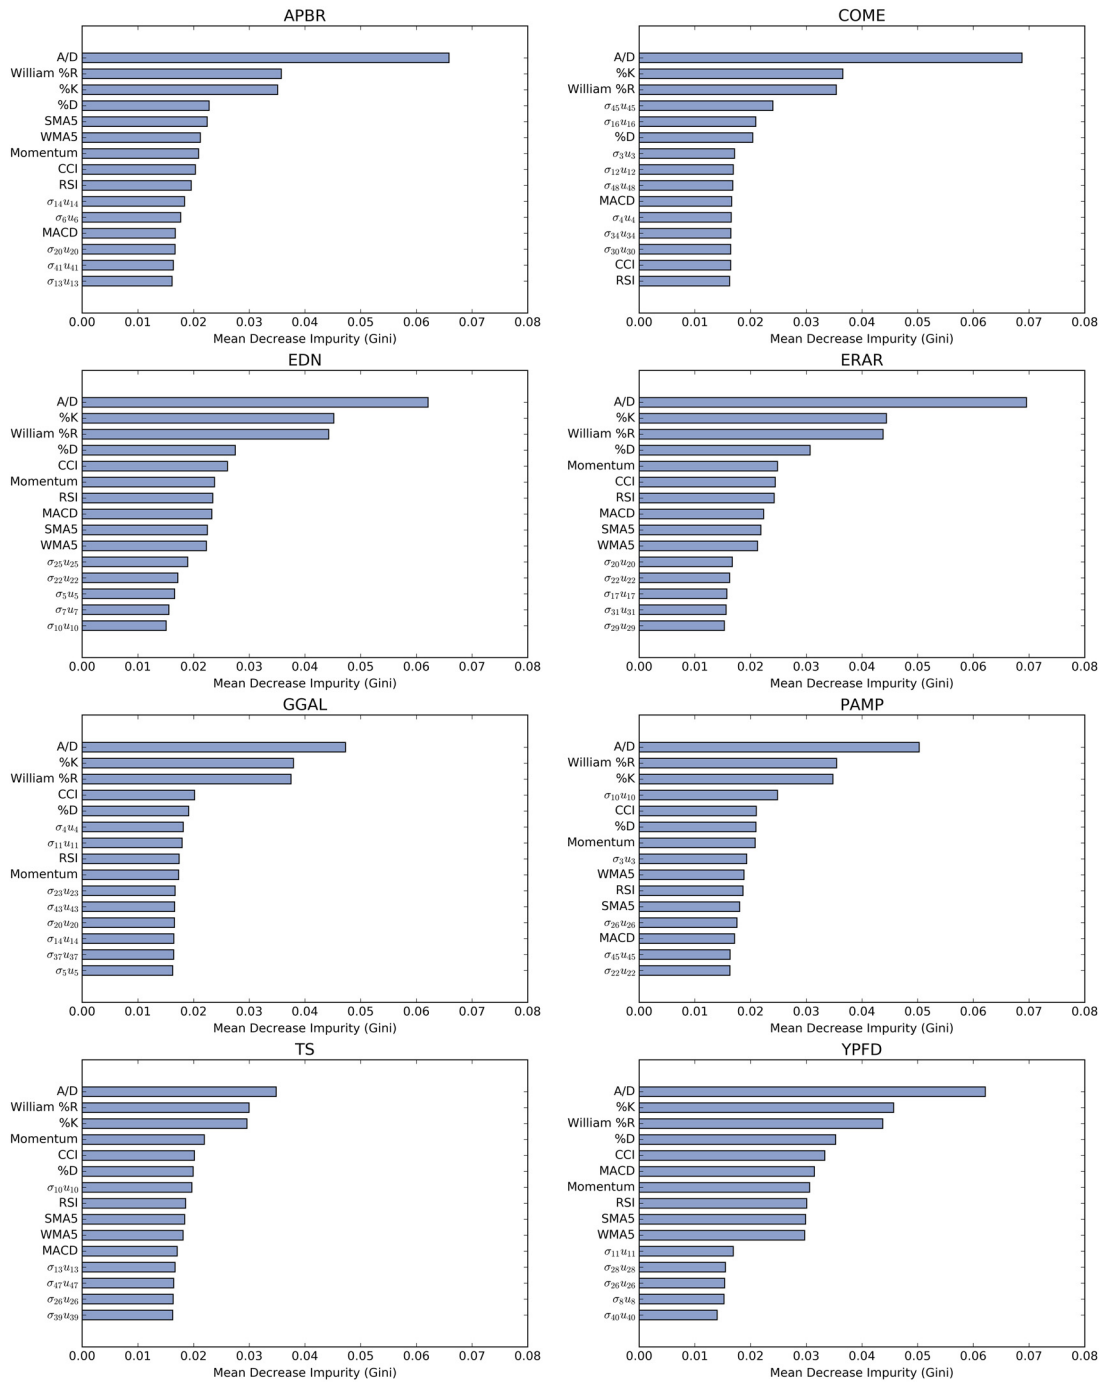 APBR
A/D
William %R
%K
%D
SMA5
WMA5
Momentum
CCI
RSI
σ₁₄u₁₄
σ₆u₆
MACD
σ₂₀u₂₀
σ₄₁u₄₁
σ₁₃u₁₃
0.00 0.01 0.02 0.03 0.04 0.05 0.06 0.07 0.08
Mean Decrease Impurity (Gini)
COME
A/D
%K
William %R
σ₄₅u₄₅
σ₁₆u₁₆
%D
σ₃u₃
σ₁₂u₁₂
σ₄₈u₄₈
MACD
σ₄u₄
σ₃₄u₃₄
σ₃₀u₃₀
CCI
RSI
0.00 0.01 0.02 0.03 0.04 0.05 0.06 0.07 0.08
Mean Decrease Impurity (Gini)
EDN
A/D
%K
William %R
%D
CCI
Momentum
RSI
MACD
SMA5
WMA5
σ₂₅u₂₅
σ₂₂u₂₂
σ₅u₅
σ₇u₇
σ₁₀u₁₀
0.00 0.01 0.02 0.03 0.04 0.05 0.06 0.07 0.08
Mean Decrease Impurity (Gini)
ERAR
A/D
%K
William %R
%D
Momentum
CCI
RSI
MACD
SMA5
WMA5
σ₂₀u₂₀
σ₂₂u₂₂
σ₁₇u₁₇
σ₃₁u₃₁
σ₂₉u₂₉
0.00 0.01 0.02 0.03 0.04 0.05 0.06 0.07 0.08
Mean Decrease Impurity (Gini)
GGAL
A/D
%K
William %R
CCI
%D
σ₄u₄
σ₁₁u₁₁
RSI
Momentum
σ₂₃u₂₃
σ₄₃u₄₃
σ₂₀u₂₀
σ₁₄u₁₄
σ₃₇u₃₇
σ₅u₅
0.00 0.01 0.02 0.03 0.04 0.05 0.06 0.07 0.08
Mean Decrease Impurity (Gini)
PAMP
A/D
William %R
%K
σ₁₀u₁₀
CCI
%D
Momentum
σ₃u₃
WMA5
RSI
SMA5
σ₂₆u₂₆
MACD
σ₄₅u₄₅
σ₂₂u₂₂
0.00 0.01 0.02 0.03 0.04 0.05 0.06 0.07 0.08
Mean Decrease Impurity (Gini)
TS
A/D
William %R
%K
Momentum
CCI
%D
σ₁₀u₁₀
RSI
SMA5
WMA5
MACD
σ₁₃u₁₃
σ₄₇u₄₇
σ₂₆u₂₆
σ₃₉u₃₉
0.00 0.01 0.02 0.03 0.04 0.05 0.06 0.07 0.08
Mean Decrease Impurity (Gini)
YPFD
A/D
%K
William %R
%D
CCI
MACD
Momentum
RSI
SMA5
WMA5
σ₁₁u₁₁
σ₂₈u₂₈
σ₂₆u₂₆
σ₈u₈
σ₄₀u₄₀
0.00 0.01 0.02 0.03 0.04 0.05 0.06 0.07 0.08
Mean Decrease Impurity (Gini)